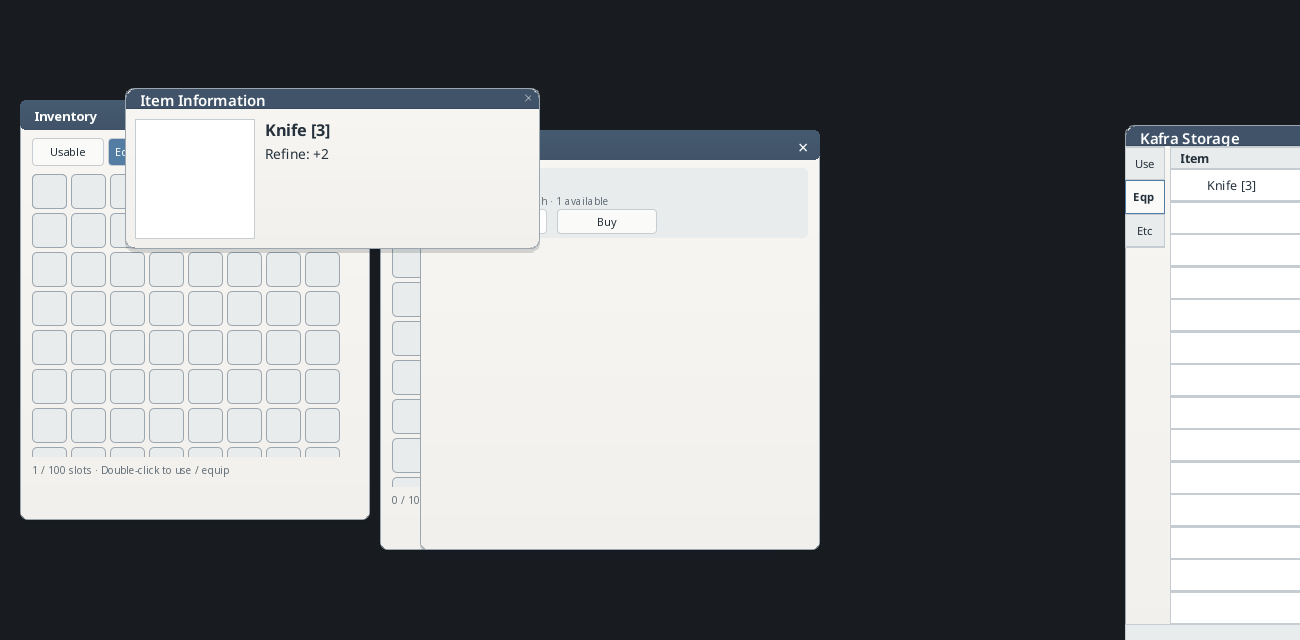 Item Information
×
Knife [3]
Refine: +2
Inventory
Usable
1 / 100 slots · Double-click to use / equip
×
1 available
Buy
0 / 10
Kafra Storage
Use
Eqp
Etc
Item
Knife [3]